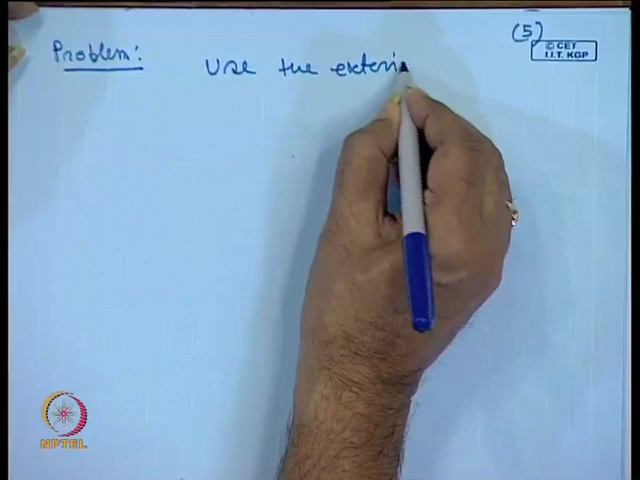 (5)
© CET
I.I.T. KGP
Problem: Use the exteri
NPTEL